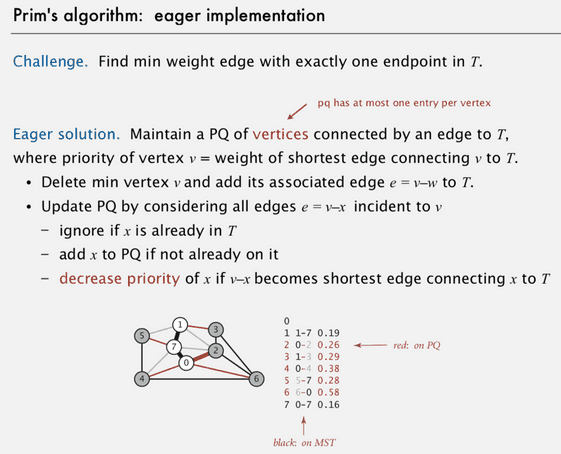 Prim's algorithm: eager implementation
Challenge. Find min weight edge with exactly one endpoint in T.
pq has at most one entry per vertex
Eager solution. Maintain a PQ of vertices connected by an edge to T,
where priority of vertex v = weight of shortest edge connecting v to T.
• Delete min vertex v and add its associated edge e = v–w to T.
• Update PQ by considering all edges e = v–x incident to v
– ignore if x is already in T
– add x to PQ if not already on it
– decrease priority of x if v–x becomes shortest edge connecting x to T
1
3
5
7
2
0
4
6
0
1 1-7 0.19
2 0-2 0.26
red: on PQ
3 1-3 0.29
4 0-4 0.38
5 5-7 0.28
6 6-0 0.58
7 0-7 0.16
black: on MST